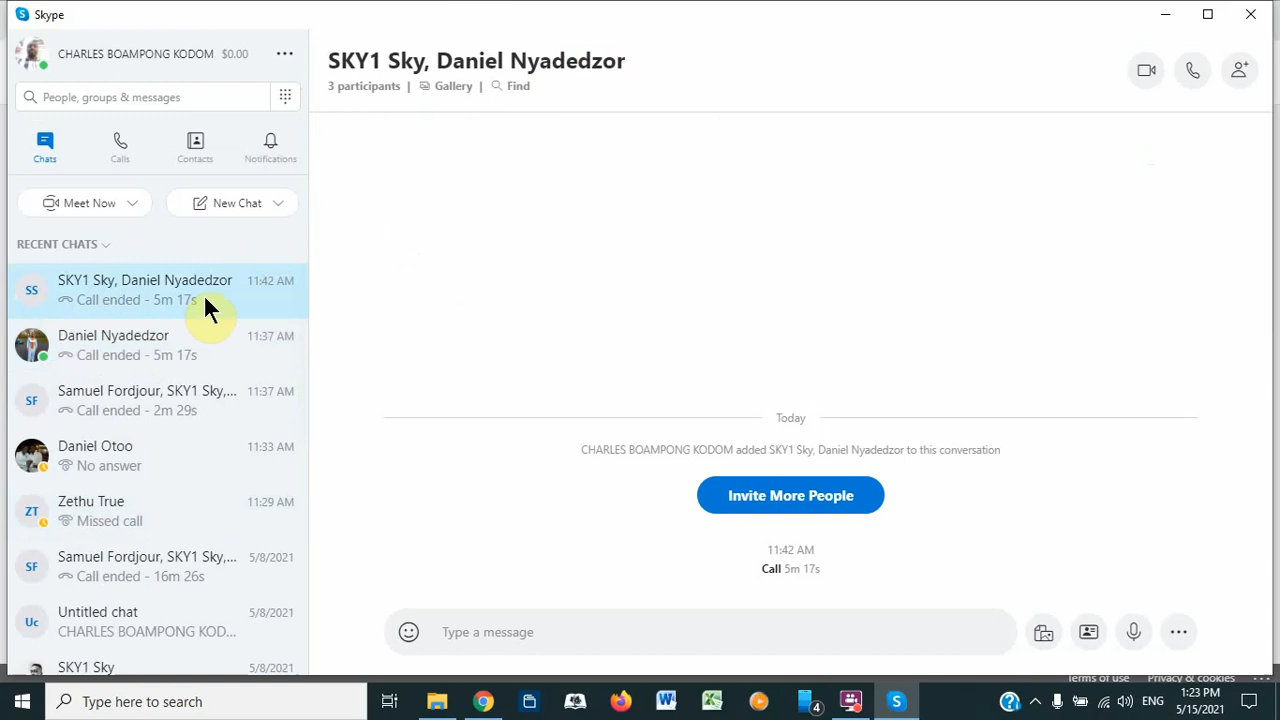 Skype
CHARLES BOAMPONG KODOM $0.00
People, groups & messages
Chats
Calls
Contacts
Notifications
Meet Now
New Chat
RECENT CHATS
SS
SKY1 Sky, Daniel Nyadedzor 11:42 AM
Call ended - 5m 17s
Daniel Nyadedzor 11:37 AM
Call ended - 5m 17s
SF
Samuel Fordjour, SKY1 Sky,... 11:37 AM
Call ended - 2m 29s
Daniel Otoo 11:33 AM
No answer
ZT
Zethu True 11:29 AM
Missed call
SF
Samuel Fordjour, SKY1 Sky,... 5/8/2021
Call ended - 16m 26s
Uc
Untitled chat 5/8/2021
CHARLES BOAMPONG KOD...
SKY1 Sky 5/8/2021
SKY1 Sky, Daniel Nyadedzor
3 participants | Gallery | Find
Today
CHARLES BOAMPONG KODOM added SKY1 Sky, Daniel Nyadedzor to this conversation
Invite More People
11:42 AM
Call 5m 17s
Type a message
Terms of use Privacy & cookies
Type here to search
4
ENG
1:23 PM
5/15/2021